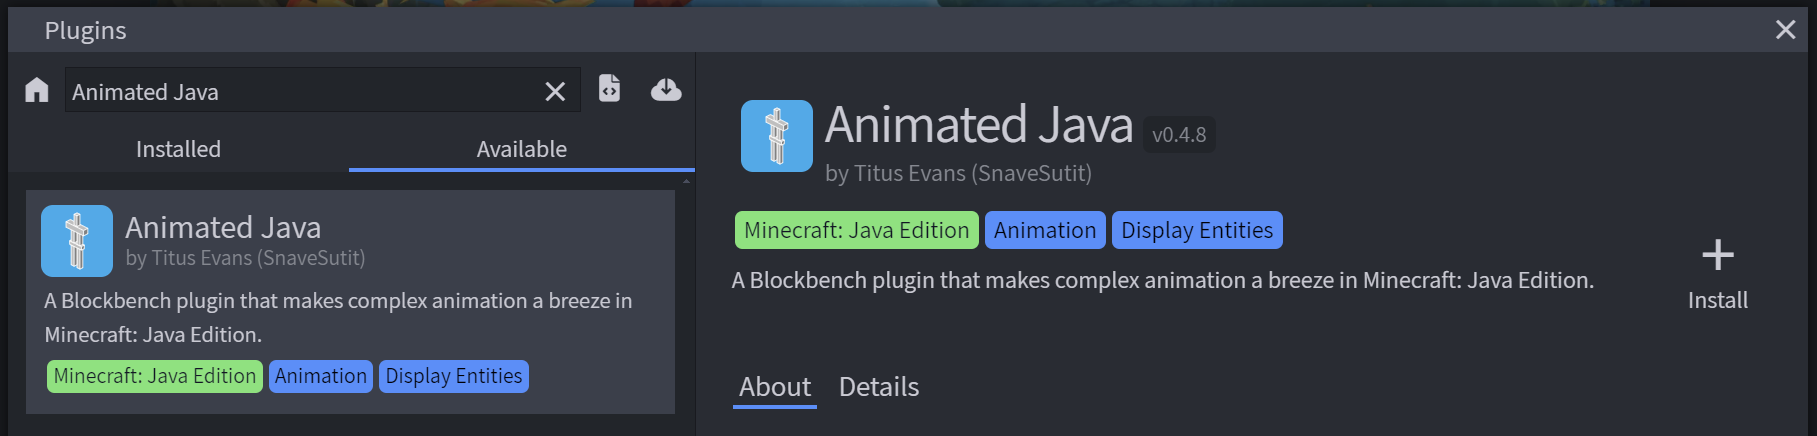 Plugins
Animated Java
Installed
Available
Animated Java
by Titus Evans (SnaveSutit)
A Blockbench plugin that makes complex animation a breeze in
Minecraft: Java Edition.
Minecraft: Java Edition Animation Display Entities
Animated Java v0.4.8
by Titus Evans (SnaveSutit)
Minecraft: Java Edition Animation Display Entities
A Blockbench plugin that makes complex animation a breeze in Minecraft: Java Edition.
Install
About Details